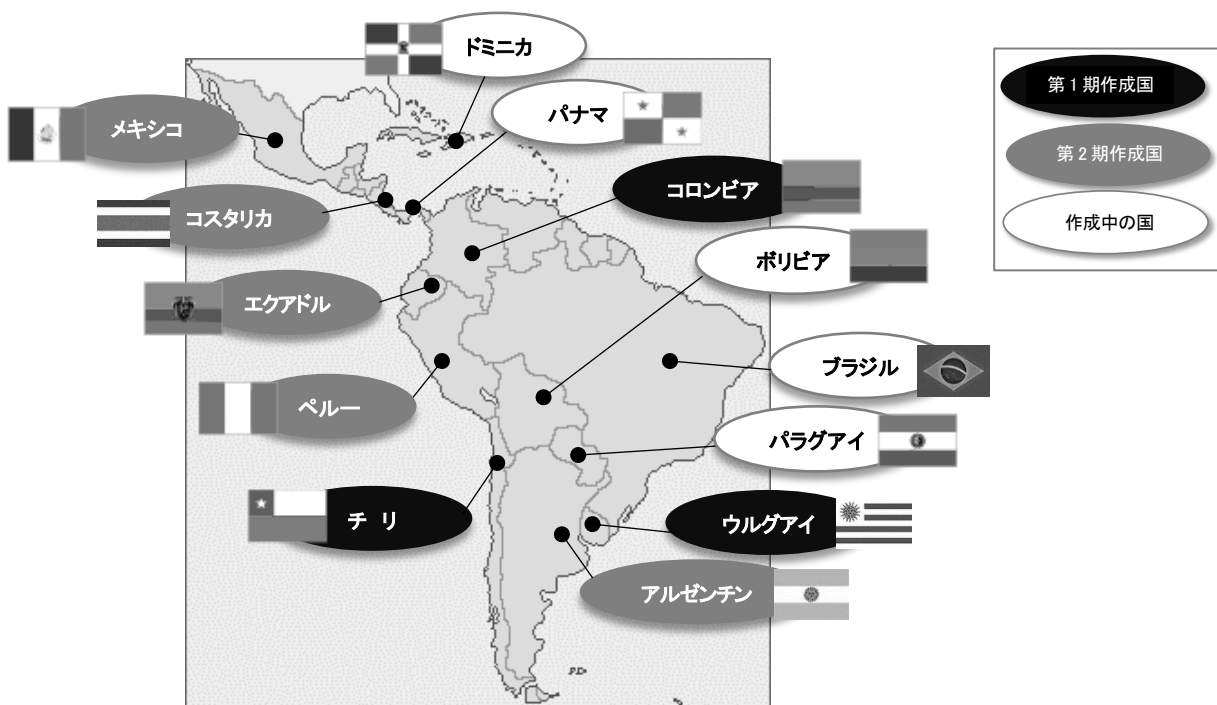 ドミニカ
パナマ
メキシコ
コロンビア
コスタリカ
ボリビア
エクアドル
ブラジル
ペルー
パラグアイ
チ リ
ウルグアイ
アルゼンチン
第1期作成国
第2期作成国
作成中の国